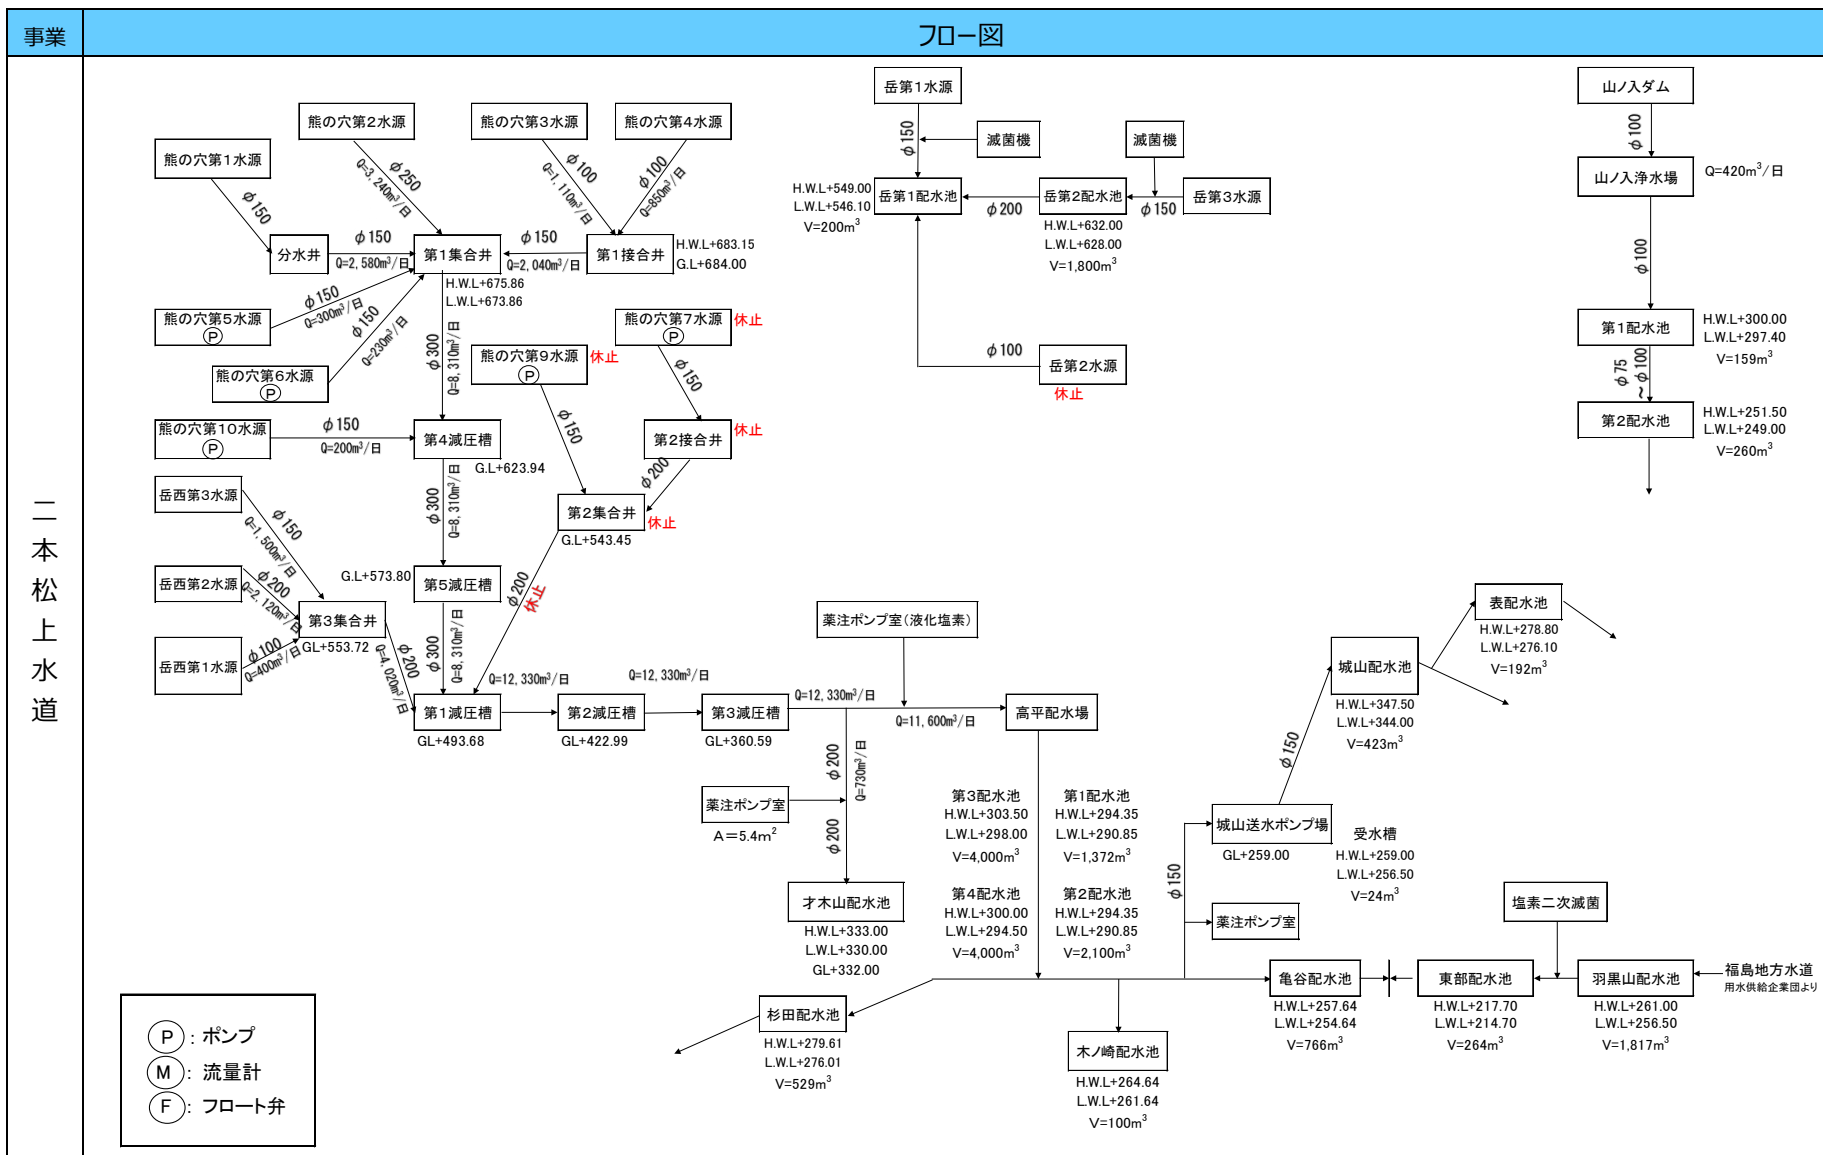 事業
フロー図
二本松上水道
熊の穴第2水源
熊の穴第3水源
熊の穴第4水源
熊の穴第1水源
φ150
φ250
Q=3,240m³/日
φ100
Q=1,110m³/日
φ100
Q=850m³/日
分水井
φ150
Q=2,580m³/日
第1集合井
φ150
Q=2,040m³/日
第1接合井
H.W.L+683.15
G.L+684.00
H.W.L+675.86
L.W.L+673.86
φ150
Q=300m³/日
熊の穴第5水源
P
φ150
Q=230m³/日
熊の穴第6水源
P
φ300
Q=8,310m³/日
熊の穴第7水源
P
休止
熊の穴第9水源
P
休止
φ150
φ150
熊の穴第10水源
P
φ150
Q=200m³/日
第4減圧槽
G.L+623.94
第2接合井
休止
φ200
第2集合井
休止
G.L+543.45
φ300
Q=8,310m³/日
岳西第3水源
φ150
Q=1,500m³/日
岳西第2水源
φ200
Q=2,120m³/日
岳西第1水源
φ100
Q=400m³/日
第3集合井
GL+553.72
G.L+573.80
第5減圧槽
φ200
休止
φ200
Q=4,020m³/日
φ300
Q=8,310m³/日
第1減圧槽
GL+493.68
Q=12,330m³/日
第2減圧槽
GL+422.99
Q=12,330m³/日
第3減圧槽
GL+360.59
Q=12,330m³/日
薬注ポンプ室(液化塩素)
Q=11,600m³/日
高平配水場
φ200
Q=730m³/日
薬注ポンプ室
A=5.4m²
φ200
才木山配水池
H.W.L+333.00
L.W.L+330.00
GL+332.00
第3配水池
H.W.L+303.50
L.W.L+298.00
V=4,000m³
第1配水池
H.W.L+294.35
L.W.L+290.85
V=1,372m³
第4配水池
H.W.L+300.00
L.W.L+294.50
V=4,000m³
第2配水池
H.W.L+294.35
L.W.L+290.85
V=2,100m³
岳第1水源
φ150
滅菌機
滅菌機
H.W.L+549.00
L.W.L+546.10
V=200m³
岳第1配水池
φ200
岳第2配水池
H.W.L+632.00
L.W.L+628.00
V=1,800m³
φ150
岳第3水源
φ100
岳第2水源
休止
山ノ入ダム
φ100
山ノ入浄水場
Q=420m³/日
φ100
第1配水池
H.W.L+300.00
L.W.L+297.40
V=159m³
φ75
~
φ100
第2配水池
H.W.L+251.50
L.W.L+249.00
V=260m³
表配水池
H.W.L+278.80
L.W.L+276.10
V=192m³
城山配水池
H.W.L+347.50
L.W.L+344.00
V=423m³
φ150
城山送水ポンプ場
GL+259.00
受水槽
H.W.L+259.00
L.W.L+256.50
V=24m³
φ150
薬注ポンプ室
塩素二次滅菌
亀谷配水池
H.W.L+257.64
L.W.L+254.64
V=766m³
東部配水池
H.W.L+217.70
L.W.L+214.70
V=264m³
羽黒山配水池
H.W.L+261.00
L.W.L+256.50
V=1,817m³
福島地方水道
用水供給企業団より
杉田配水池
H.W.L+279.61
L.W.L+276.01
V=529m³
木ノ崎配水池
H.W.L+264.64
L.W.L+261.64
V=100m³
P : ポンプ
M : 流量計
F : フロート弁